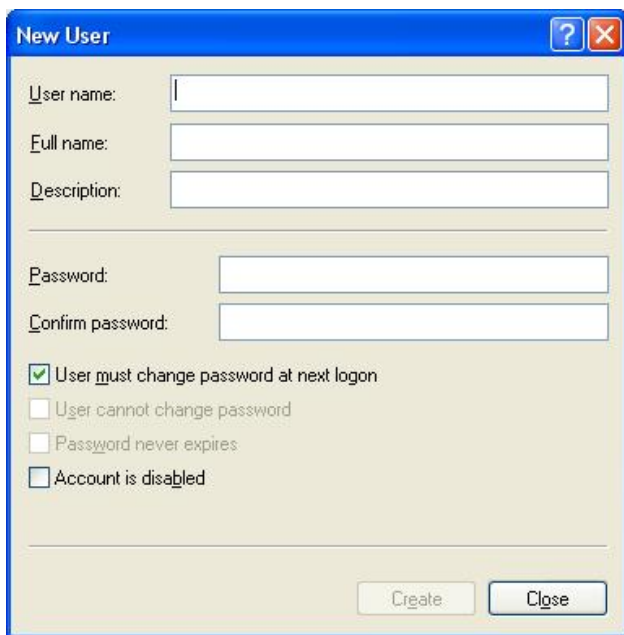 New User
User name:
Full name:
Description:
Password:
Confirm password:
User must change password at next logon
User cannot change password
Password never expires
Account is disabled
Create Close